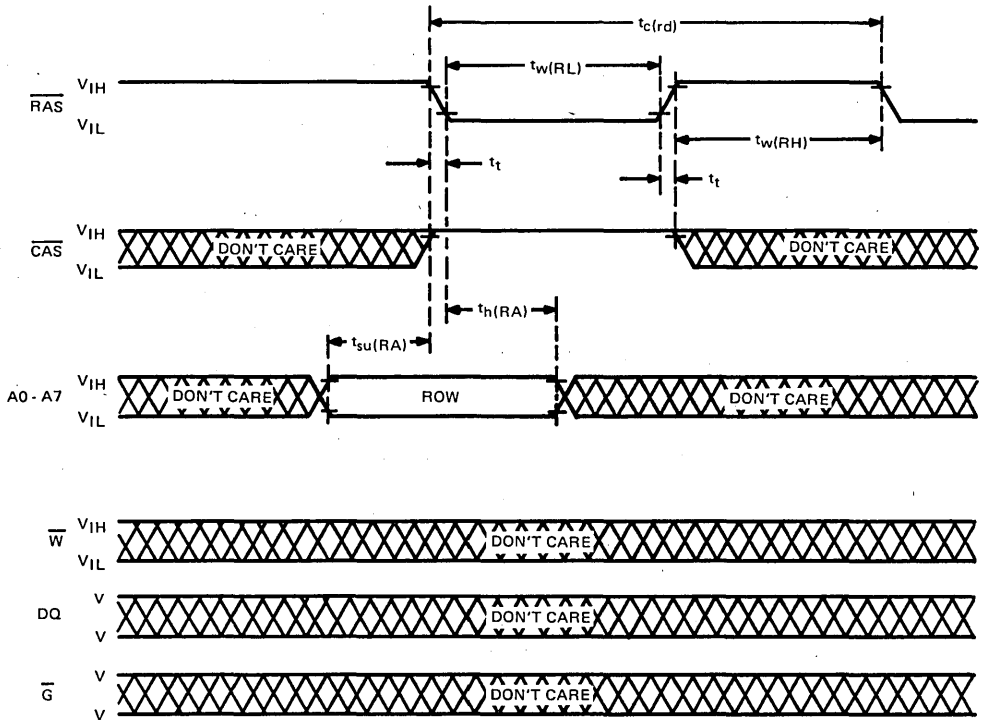 tc(rd)
tw(RL)
VIH
RAS
VIL
tw(RH)
tt
tt
VIH
CAS
DON'T CARE
DON'T CARE
VIL
th(RA)
tsu(RA)
VIH
A0 - A7
DON'T CARE
ROW
DON'T CARE
VIL
VIH
W
DON'T CARE
VIL
V
DQ
DON'T CARE
V
V
G
DON'T CARE
V